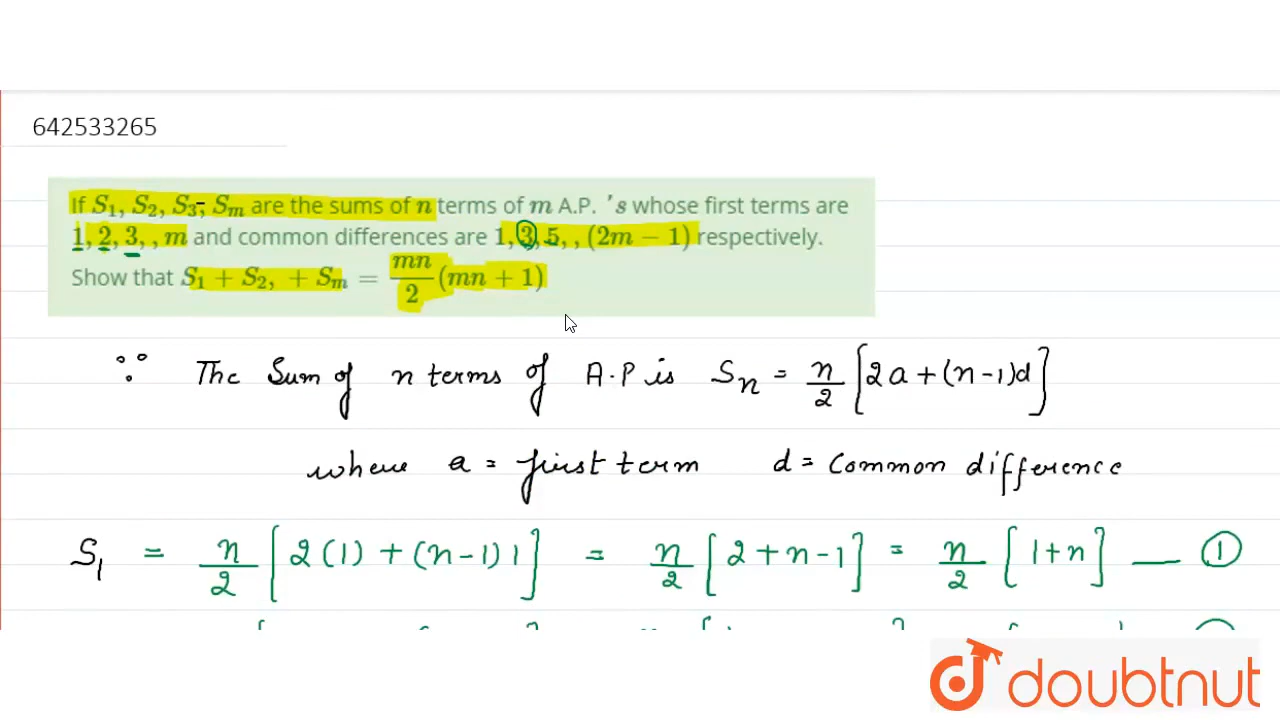 642533265
If S₁, S₂, S₃, Sₘ are the sums of n terms of m A.P. 's whose first terms are
1, 2, 3, , m and common differences are 1, 3, 5, , (2m − 1) respectively.
Show that S₁ + S₂, + Sₘ = mn/2 (mn + 1)
∵ The Sum of n terms of A.P is Sₙ = n/2 [2a + (n-1)d]
where a = first term d = Common difference
S₁ = n/2 [2(1) + (n-1)1] = n/2 [2 + n - 1] = n/2 [1 + n] — ①
doubtnut